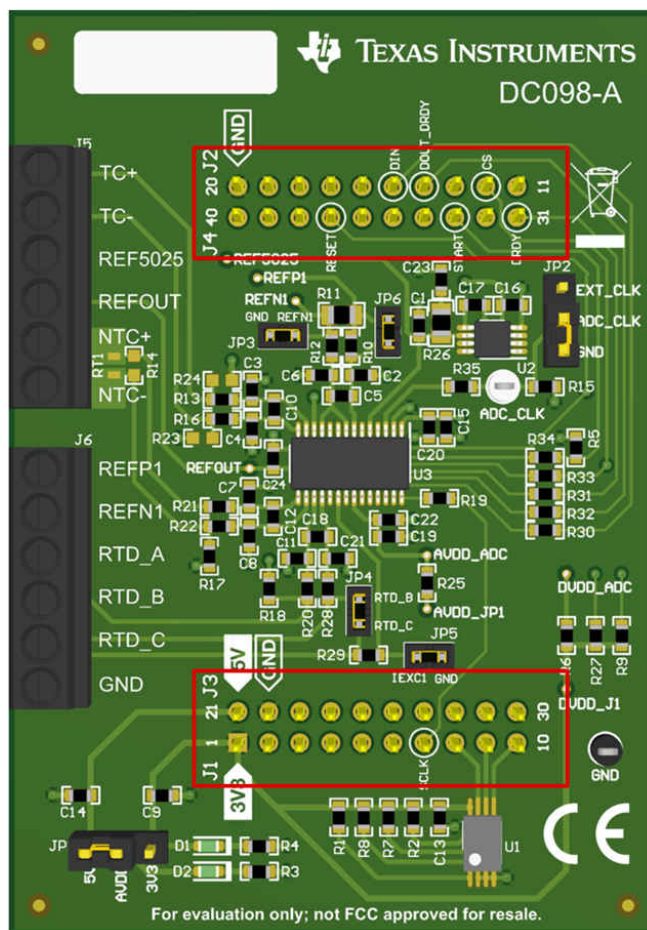 TEXAS INSTRUMENTS
DC098-A
J5
TC+
TC-
REF5025
REFOUT
NTC+
NTC-
RT1
R14
J2
GND
DIN
DOUT_DRDY
CS
20
11
40
31
J4
RESET
START
DRDY
REF5025
REFP1
REFN1
GND REFN1
JP3
R11
JP6
C23
C1
C17
C16
R26
JP2
EXT_CLK
ADC_CLK
GND
R12
R10
C6
C2
C5
C3
R24
R13
R16
R23
C4
C10
R35
U2
R15
ADC_CLK
C15
C20
U3
R5
R34
R33
R31
R32
R30
REFOUT
C24
J6
REFP1
REFN1
RTD_A
RTD_B
RTD_C
GND
C7
R21
R22
C12
C8
R17
R19
C18
C22
C19
C11
C21
AVDD_ADC
R25
AVDD_JP1
R18
R20
R28
JP4
RTD_B
RTD_C
R29
JP5
IEXC1 GND
DVDD_ADC
R6
R27
R9
DVDD_J1
5V
GND
J3
21
30
1
10
J1
3V3
SCLK
GND
C14
C9
JP
5V
AVDD
3V3
D1
R4
D2
R3
R1
R8
R7
R2
C13
U1
CE
For evaluation only; not FCC approved for resale.